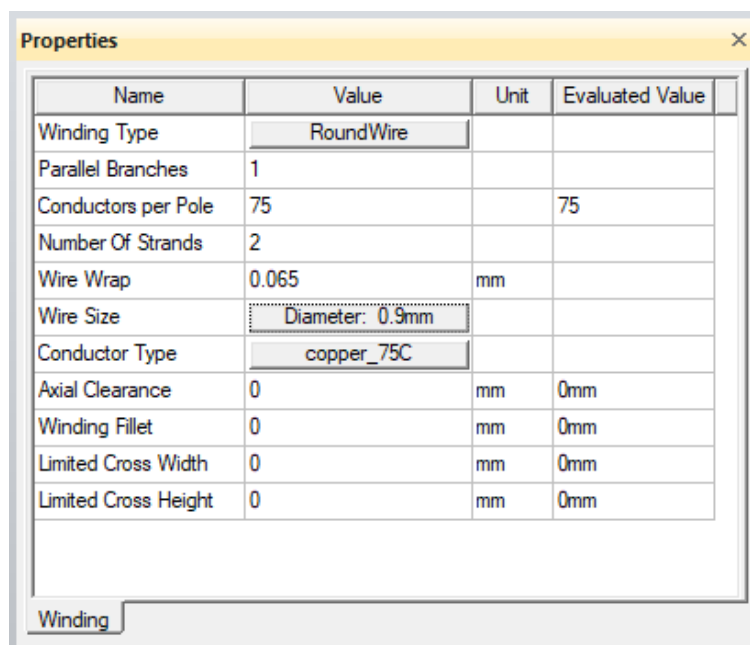 Properties
Name Value Unit Evaluated Value
Winding Type RoundWire
Parallel Branches 1
Conductors per Pole 75 75
Number Of Strands 2
Wire Wrap 0.065 mm
Wire Size Diameter: 0.9mm
Conductor Type copper_75C
Axial Clearance 0 mm 0mm
Winding Fillet 0 mm 0mm
Limited Cross Width 0 mm 0mm
Limited Cross Height 0 mm 0mm
Winding